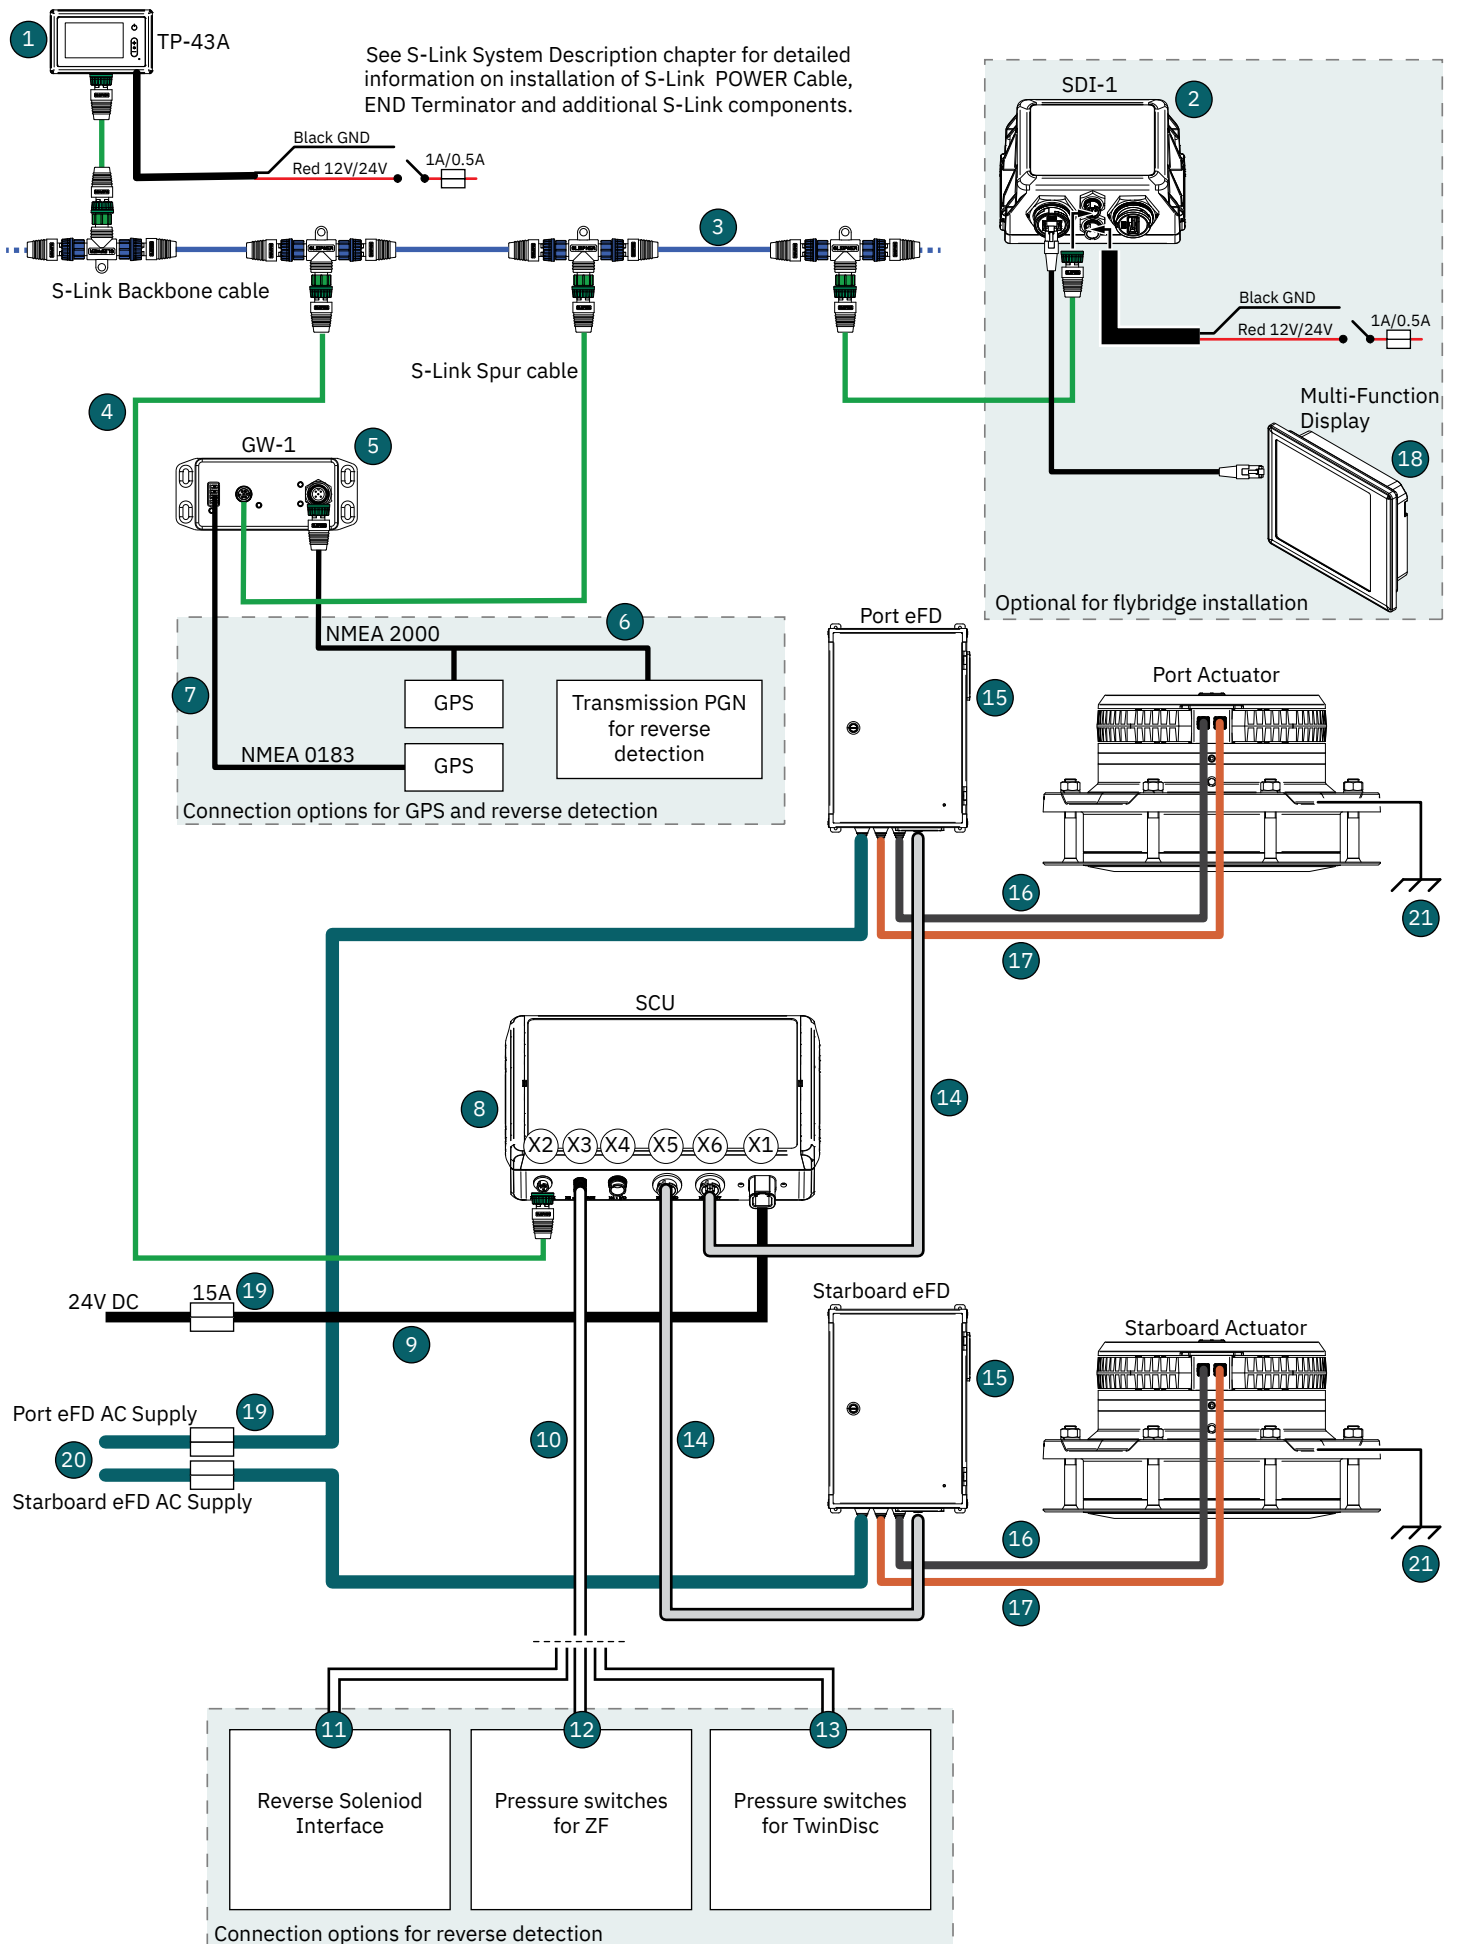 1
TP-43A
See S-Link System Description chapter for detailed
information on installation of S-Link POWER Cable,
END Terminator and additional S-Link components.
SDI-1
2
Black GND
Red 12V/24V
1A/0.5A
3
S-Link Backbone cable
Black GND
Red 12V/24V
1A/0.5A
S-Link Spur cable
4
Multi-Function
Display
18
GW-1
5
Optional for flybridge installation
NMEA 2000
6
7
GPS
Transmission PGN
for reverse
detection
NMEA 0183
GPS
Connection options for GPS and reverse detection
Port eFD
15
Port Actuator
16
17
21
SCU
8
X2
X3
X4
X5
X6
X1
14
24V DC
15A
19
9
Starboard eFD
15
Starboard Actuator
Port eFD AC Supply
19
20
Starboard eFD AC Supply
10
14
16
17
21
11
12
13
Reverse Soleniod
Interface
Pressure switches
for ZF
Pressure switches
for TwinDisc
Connection options for reverse detection